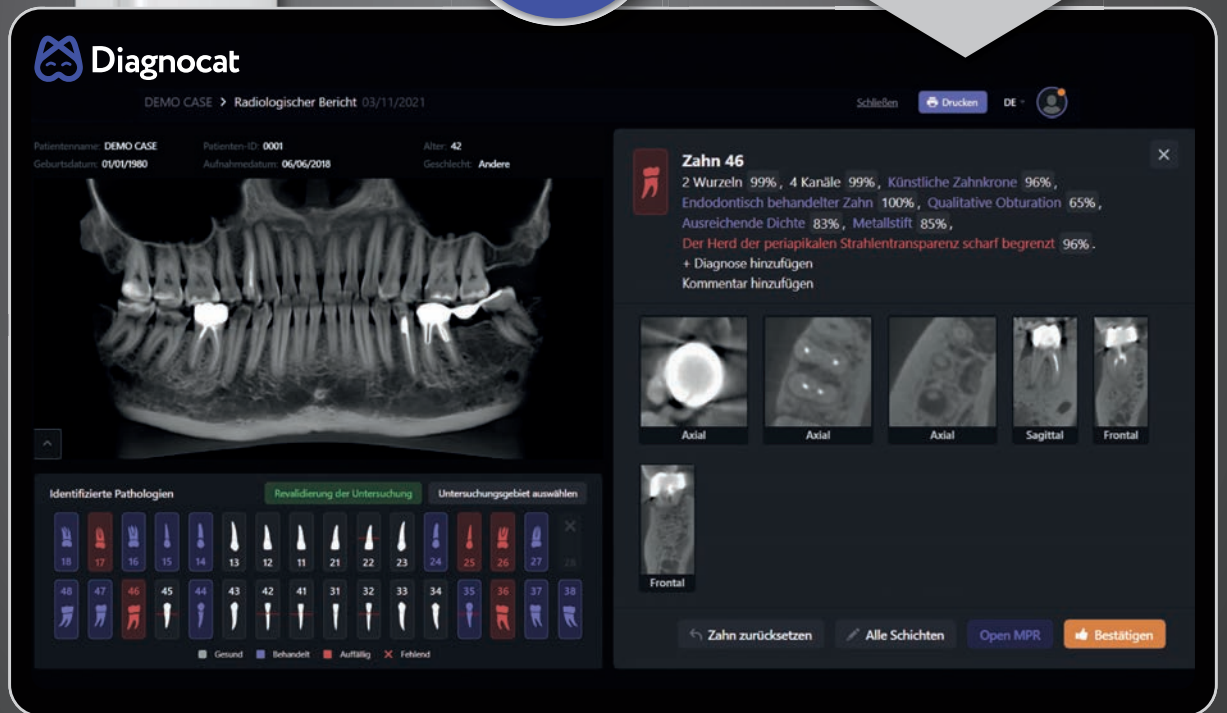 Diagnocat
DEMO CASE > Radiologischer Bericht 03/11/2021
Schließen
Drucken
DE
Patientenname: DEMO CASE
Patienten-ID: 0001
Alter: 42
Geburtsdatum: 01/01/1980
Aufnahmedatum: 06/06/2018
Geschlecht: Andere
Identifizierte Pathologien
Revalidierung der Untersuchung
Untersuchungsgebiet auswählen
18 17 16 15 14 13 12 11 21 22 23 24 25 26 27 28
48 47 46 45 44 43 42 41 31 32 33 34 35 36 37 38
Gesund Behandelt Auffällig Fehlend
Zahn 46
2 Wurzeln 99%, 4 Kanäle 99%, Künstliche Zahnkrone 96%,
Endodontisch behandelter Zahn 100%, Qualitative Obturation 65%,
Ausreichende Dichte 83%, Metallstift 85%,
Der Herd der periapikalen Strahlentransparenz scharf begrenzt 96%.
+ Diagnose hinzufügen
Kommentar hinzufügen
Axial
Axial
Axial
Sagittal
Frontal
Frontal
Zahn zurücksetzen
Alle Schichten
Open MPR
Bestätigen